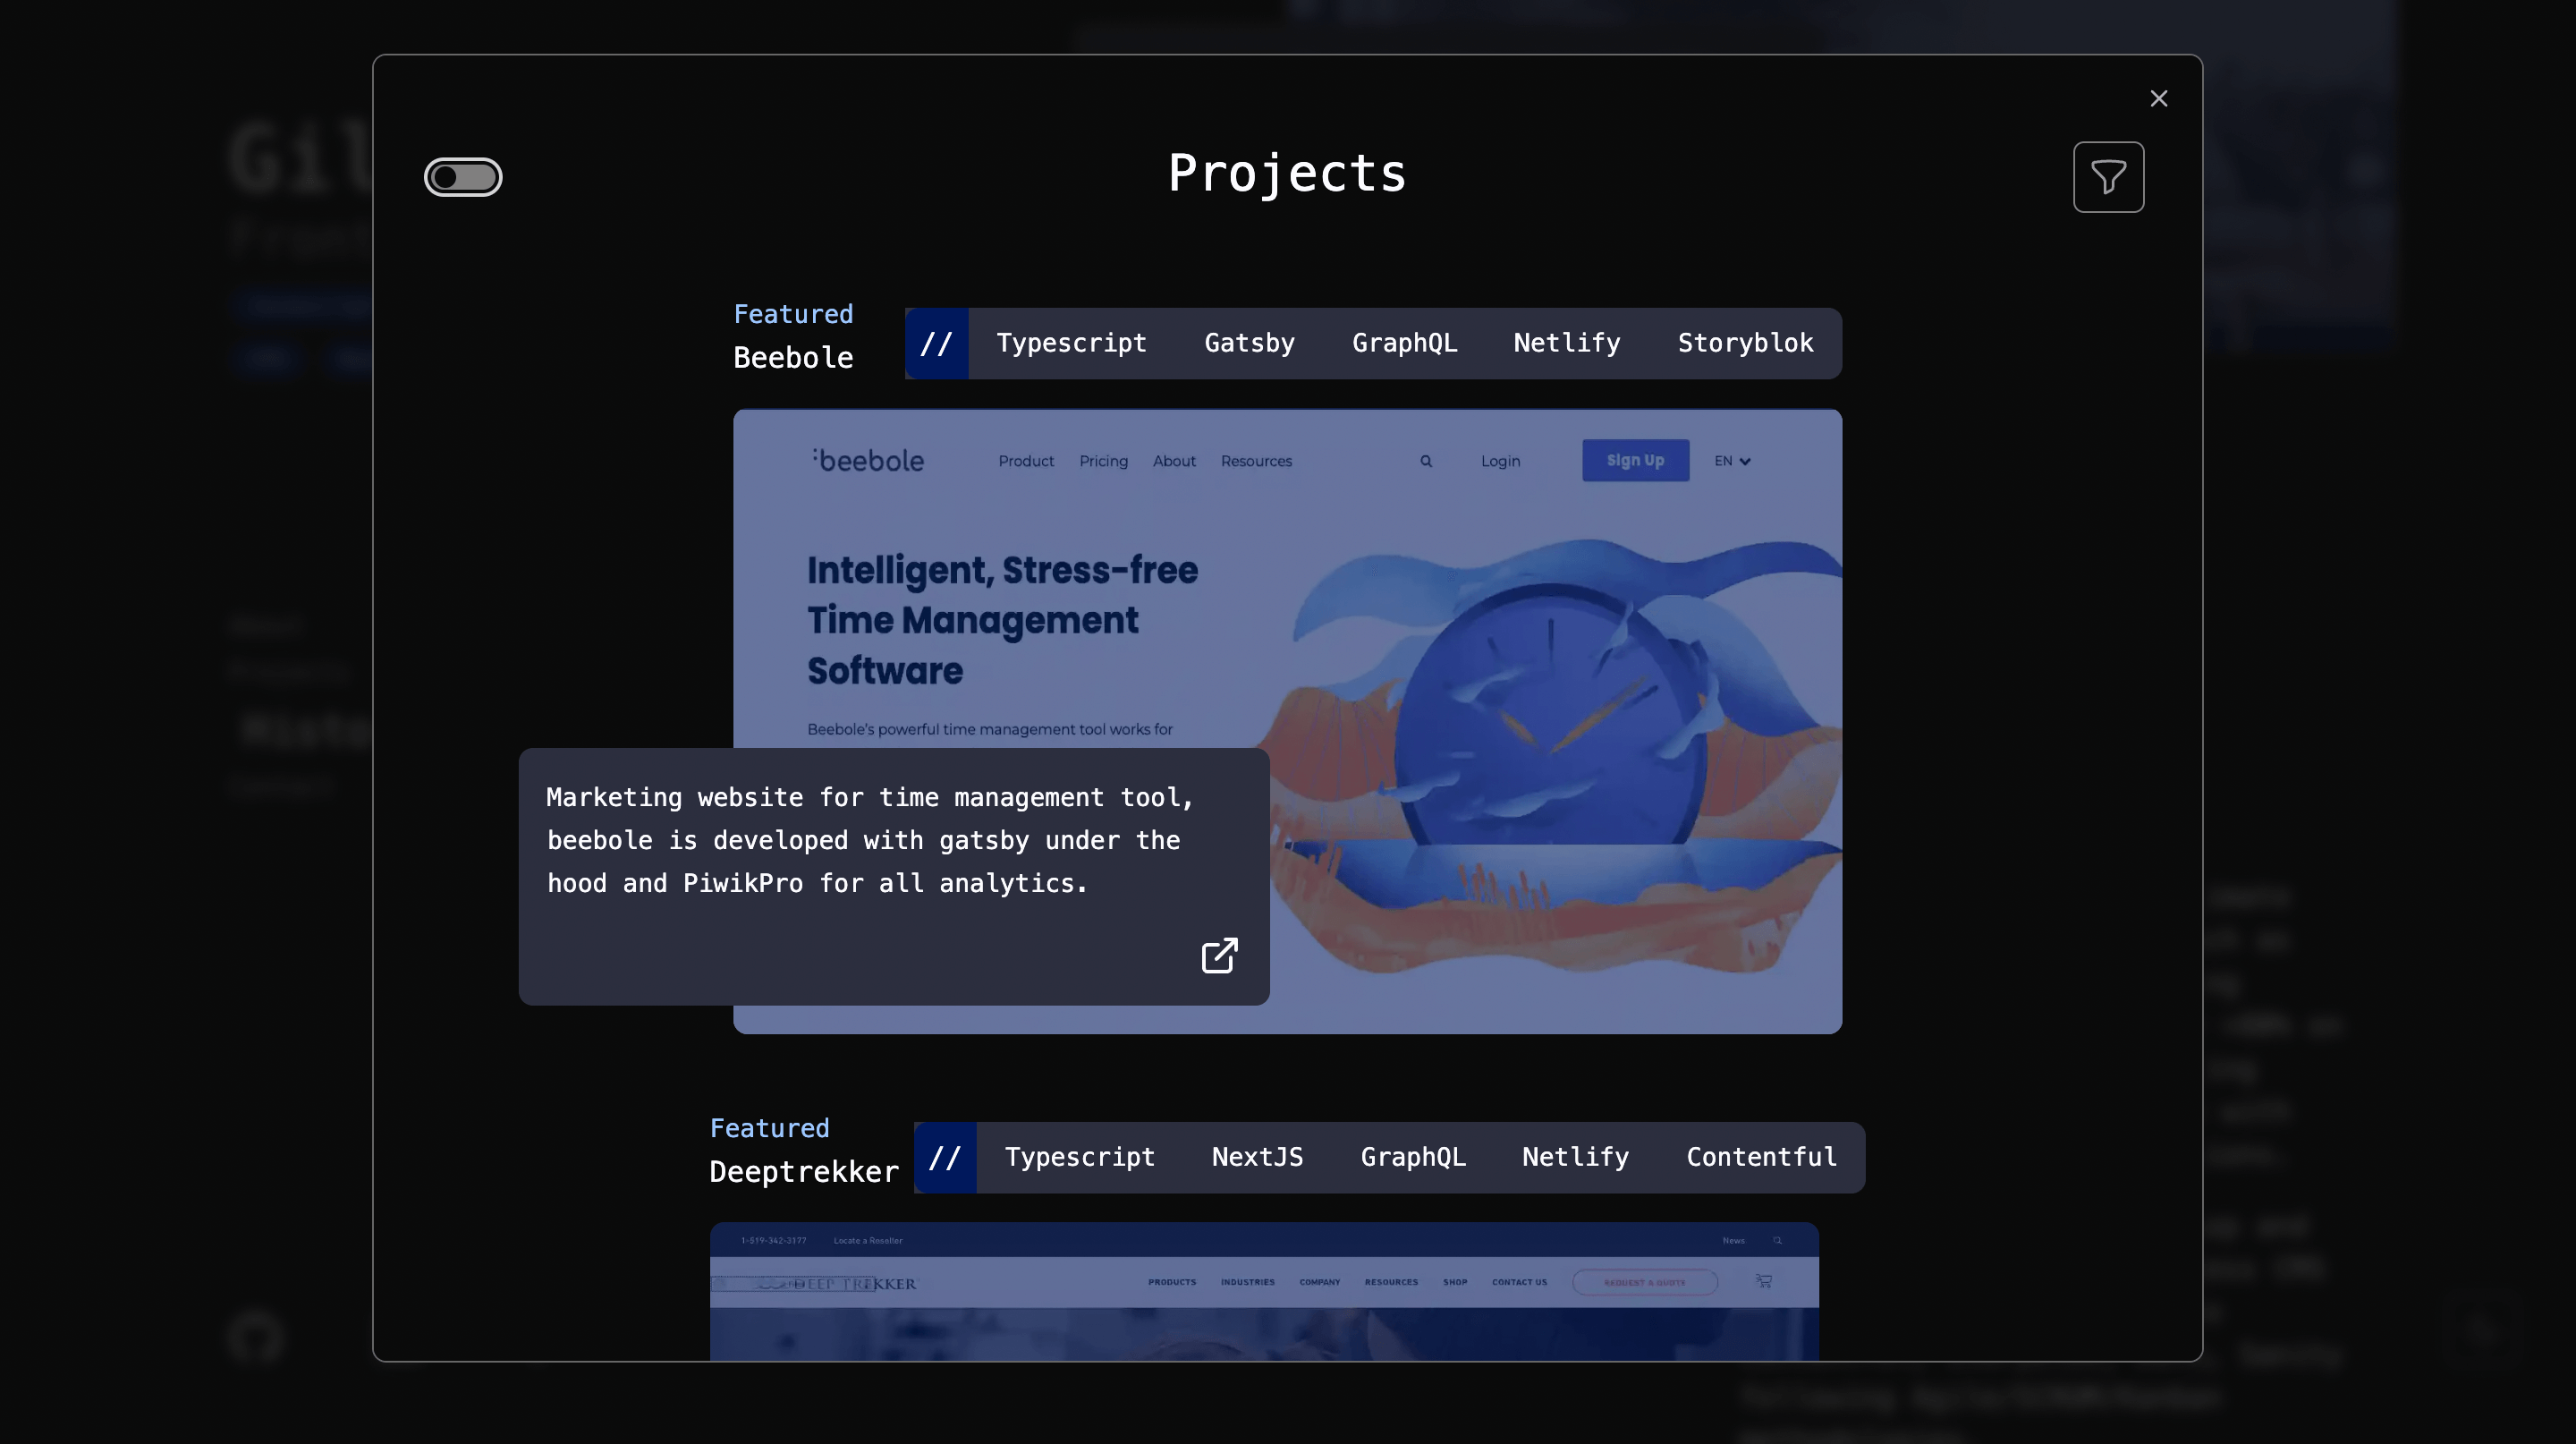 Projects
Featured
Beebole
// Typescript Gatsby GraphQL Netlify Storyblok
:beebole Product Pricing About Resources Login Sign Up EN
Intelligent, Stress-free
Time Management
Software
Beebole's powerful time management tool works for
Marketing website for time management tool,
beebole is developed with gatsby under the
hood and PiwikPro for all analytics.
Featured
Deeptrekker
// Typescript NextJS GraphQL Netlify Contentful
1-519-342-3177 Locate a Reseller News
DEEP TREKKER PRODUCTS INDUSTRIES COMPANY RESOURCES SHOP CONTACT US REQUEST A QUOTE